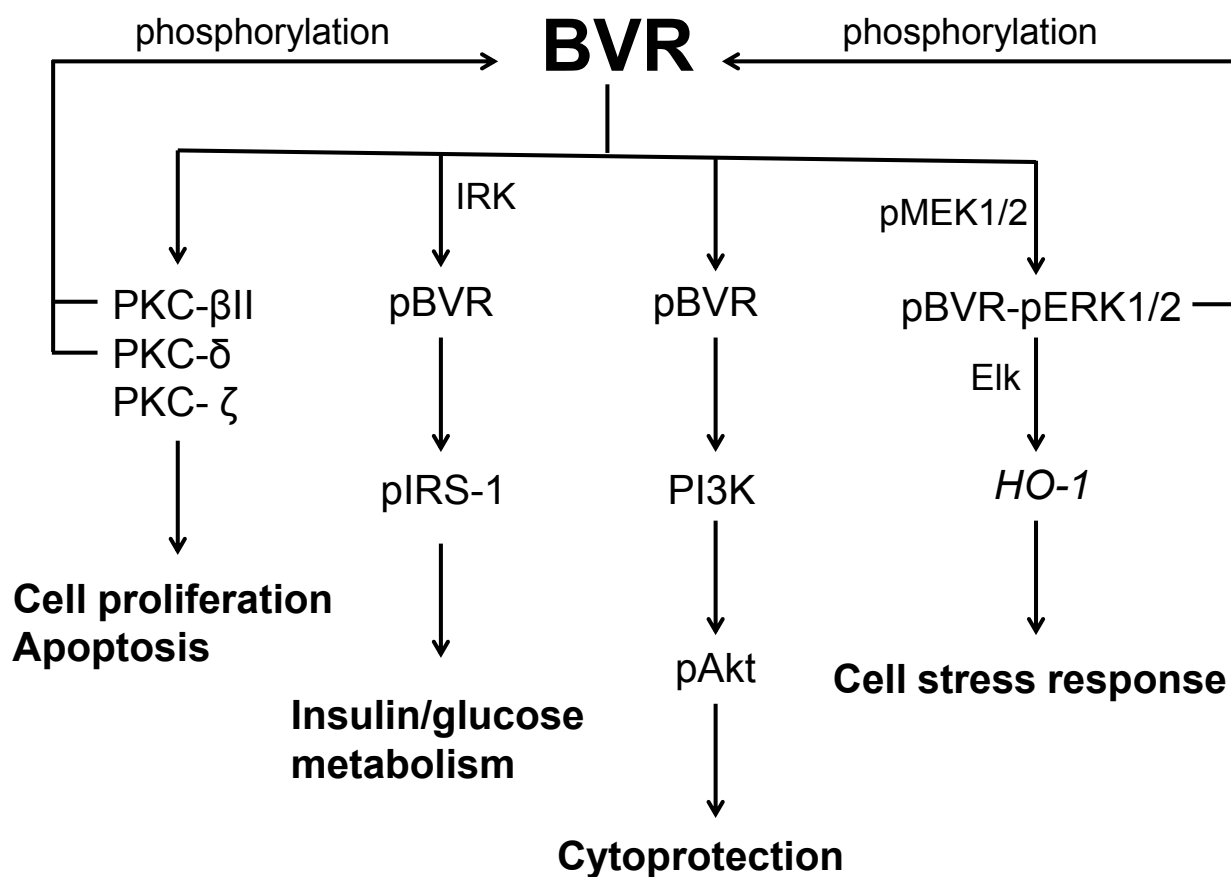 phosphorylation
BVR
phosphorylation
IRK
pMEK1/2
PKC-βII
pBVR
pBVR
pBVR-pERK1/2
PKC-δ
Elk
PKC- ζ
pIRS-1
PI3K
HO-1
Cell proliferation
Apoptosis
pAkt
Cell stress response
Insulin/glucose
metabolism
Cytoprotection